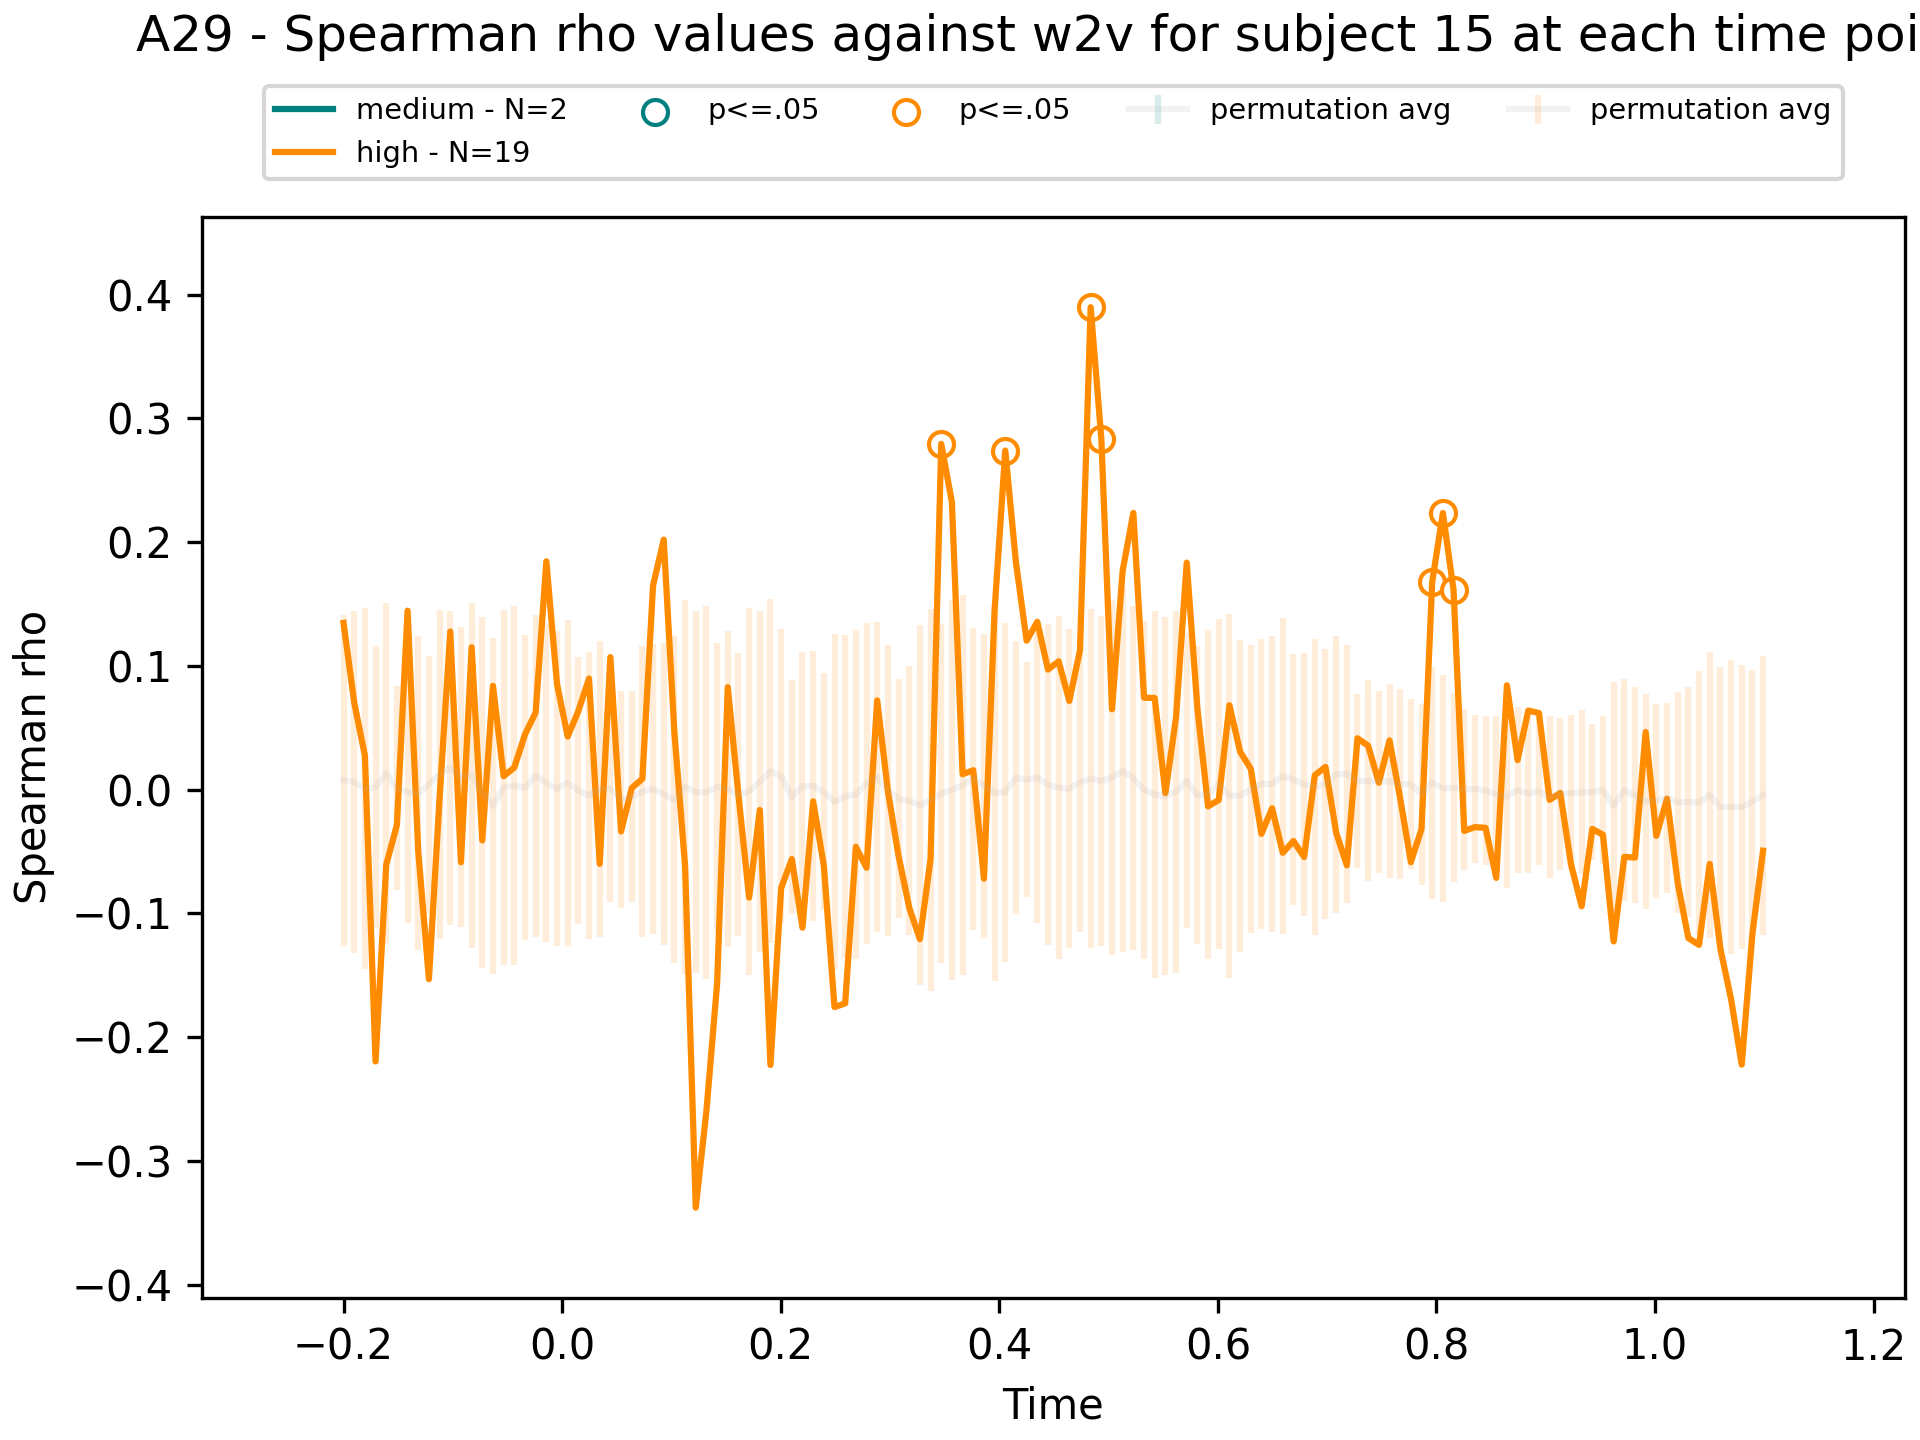 A29 - Spearman rho values against w2v for subject 15 at each time poi
medium - N=2
high - N=19
p<=.05
p<=.05
permutation avg
permutation avg
Spearman rho
0.4
0.3
0.2
0.1
0.0
−0.1
−0.2
−0.3
−0.4
−0.2 0.0 0.2 0.4 0.6 0.8 1.0 1.2
Time